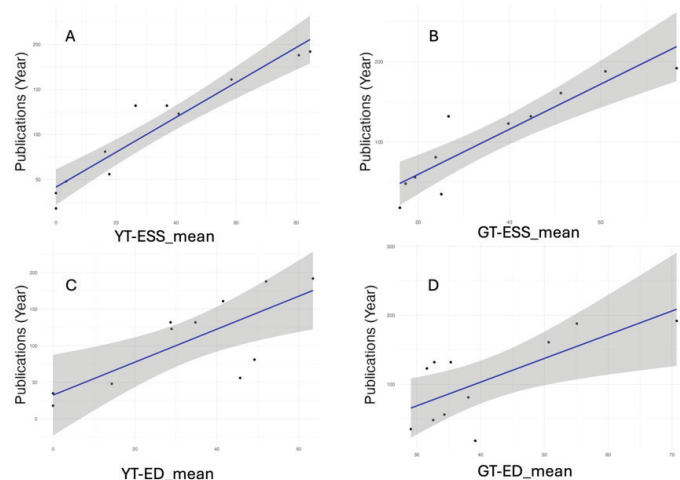 A
B
Publications (Year)
200
150
100
50
0
20
40
60
80
YT-ESS_mean
Publications (Year)
200
100
20
40
60
GT-ESS_mean
C
D
Publications (Year)
200
150
100
50
0
0
20
40
60
YT-ED_mean
Publications (Year)
300
200
100
30
40
50
60
70
GT-ED_mean